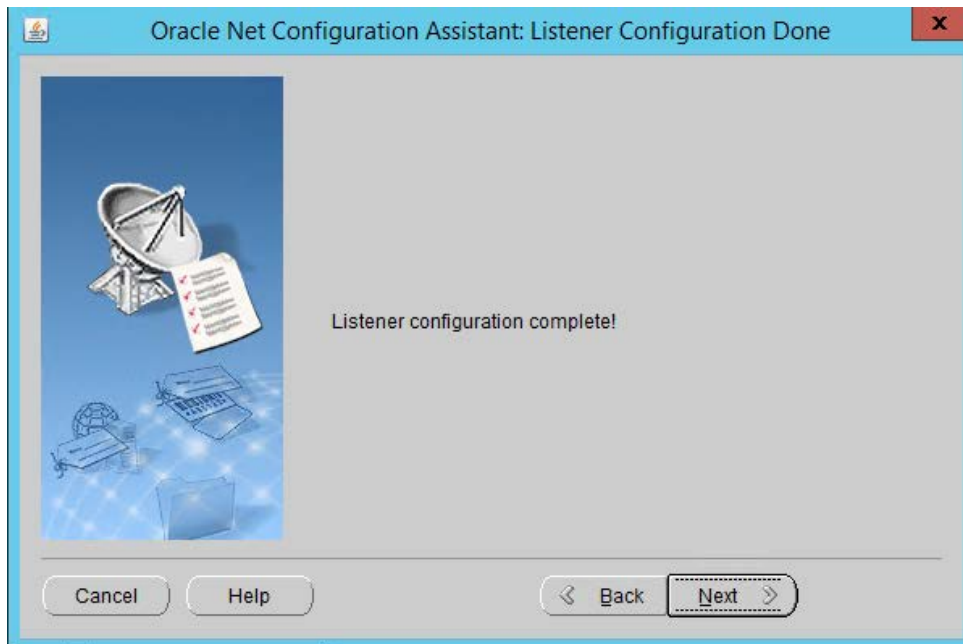 Oracle Net Configuration Assistant: Listener Configuration Done
x
Listener configuration complete!
Cancel
Help
Back
Next